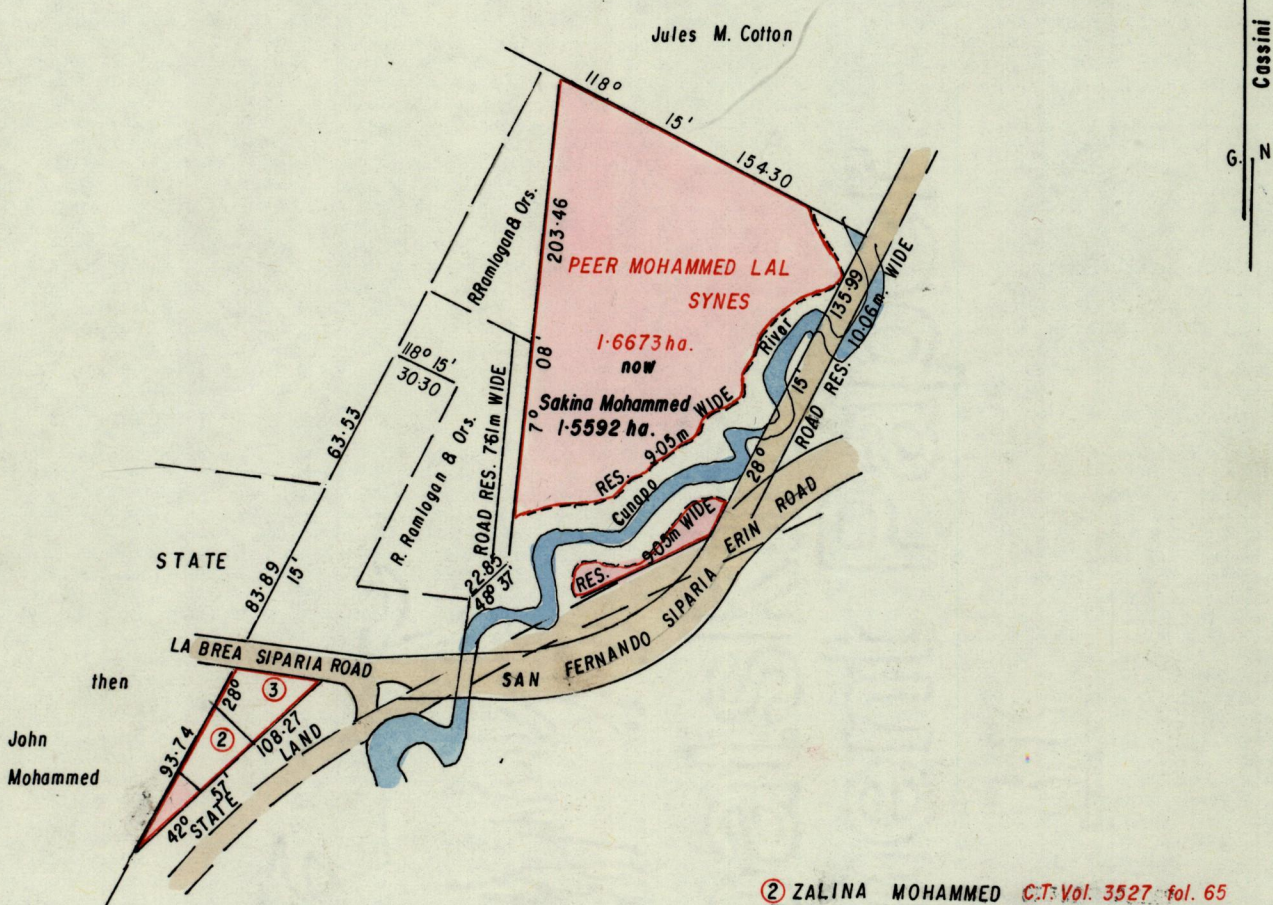 Jules M. Cotton
Cassini
G. N
118° 15' 154·30
R.Ramlogan & Ors.
203·46
7° 08'
PEER MOHAMMED LAL
SYNES
1·6673 ha.
now
Sakina Mohammed
1·5592 ha.
135·99
28° 15'
ROAD RES. 10·06 m. WIDE
River
RES. 9·05 m WIDE
Cunapo
118° 15'
30·30
R. Ramlogan & Ors.
ROAD RES. 7·61m WIDE
63·53
STATE
83·89
15'
22·85
48° 37'
RES. 9·05m WIDE
SAN FERNANDO SIPARIA ERIN ROAD
LA BREA SIPARIA ROAD
then
John
Mohammed
28°
3
2
93·74
108·27
42° 57'
STATE LAND
2 ZALINA MOHAMMED C.T. Vol. 3527 fol. 65